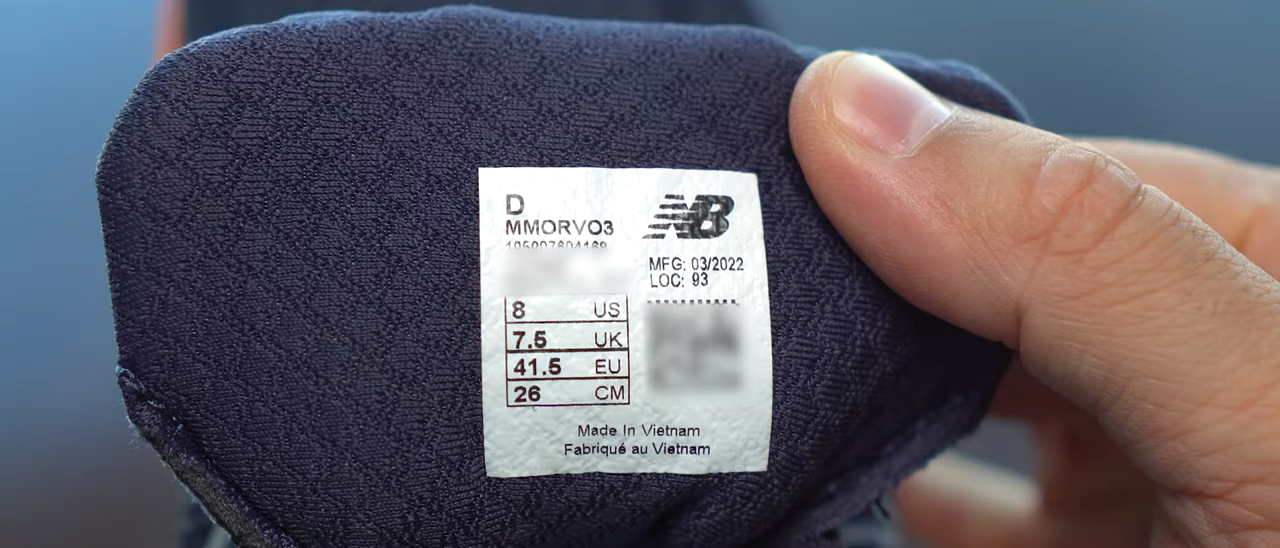 D
MMORVO3
NB
MFG: 03/2022
LOC: 93
8 US
7.5 UK
41.5 EU
26 CM
Made In Vietnam
Fabriqué au Vietnam